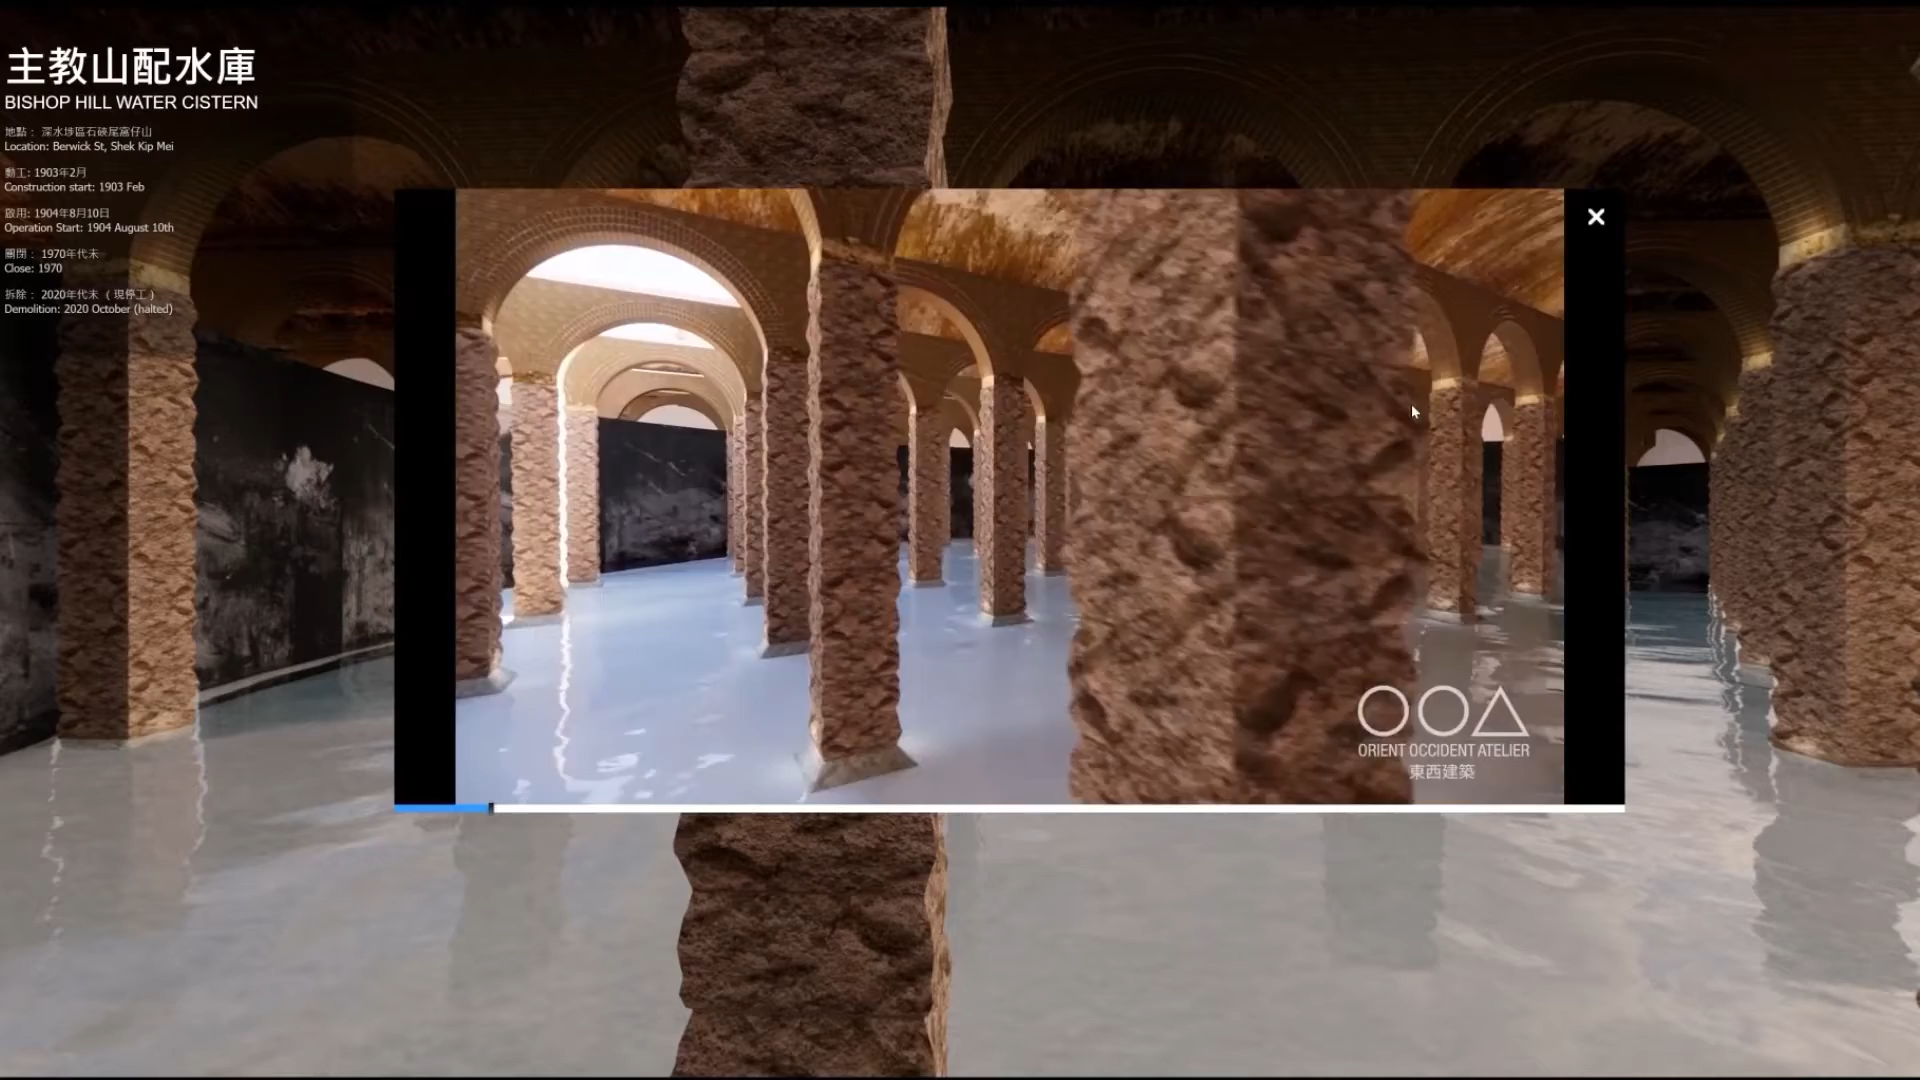 主教山配水庫
BISHOP HILL WATER CISTERN
地點： 深水埗區石硤尾窩仔山
Location: Berwick St, Shek Kip Mei
動工: 1903年2月
Construction start: 1903 Feb
啟用: 1904年8月10日
Operation Start: 1904 August 10th
關閉： 1970年代未
Close: 1970
拆除： 2020年代末（現停工）
Demolition: 2020 October (halted)
ORIENT OCCIDENT ATELIER
東西建築